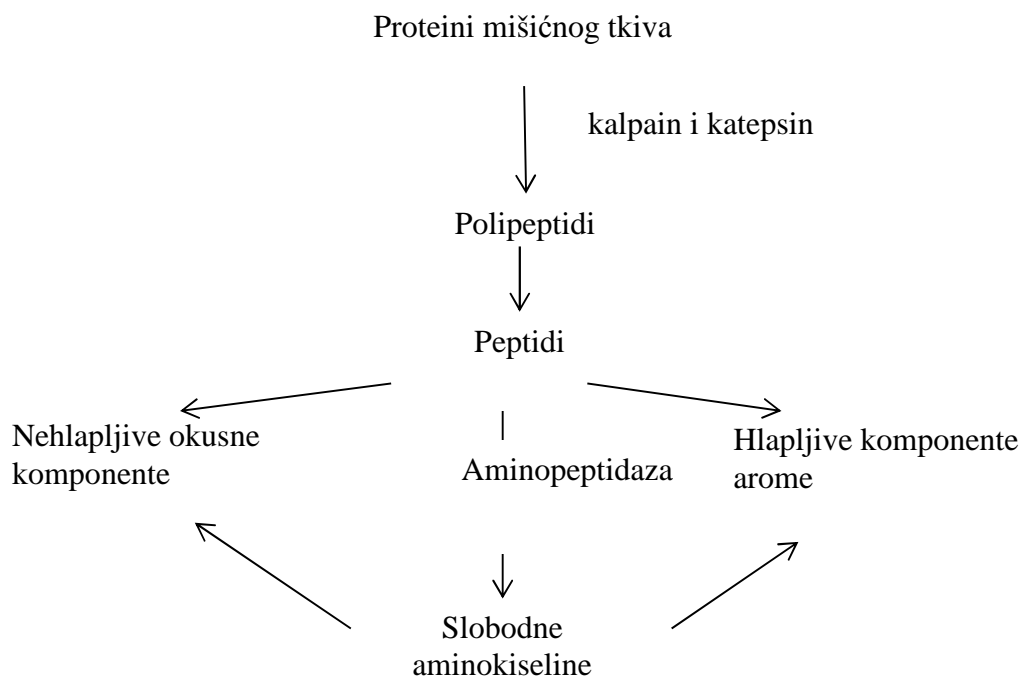 Proteini mišićnog tkiva
kalpain i katepsin
Polipeptidi
Peptidi
Nehlapljive okusne
komponente
Aminopeptidaza
Hlapljive komponente
arome
Slobodne
aminokiseline